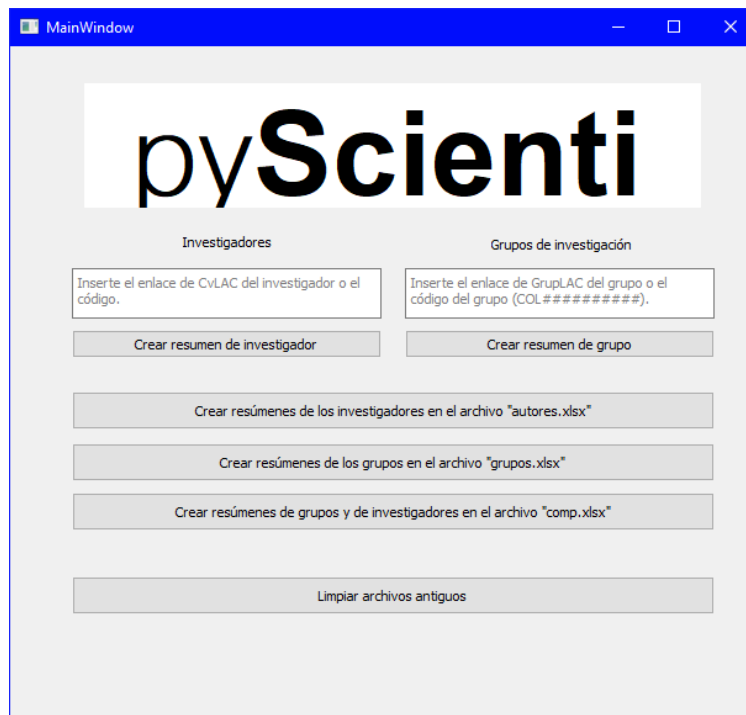 MainWindow
pyScienti
Investigadores
Grupos de investigación
Inserte el enlace de CvLAC del investigador o el
código.
Inserte el enlace de GrupLAC del grupo o el
código del grupo (COL##########).
Crear resumen de investigador
Crear resumen de grupo
Crear resúmenes de los investigadores en el archivo "autores.xlsx"
Crear resúmenes de los grupos en el archivo "grupos.xlsx"
Crear resúmenes de grupos y de investigadores en el archivo "comp.xlsx"
Limpiar archivos antiguos